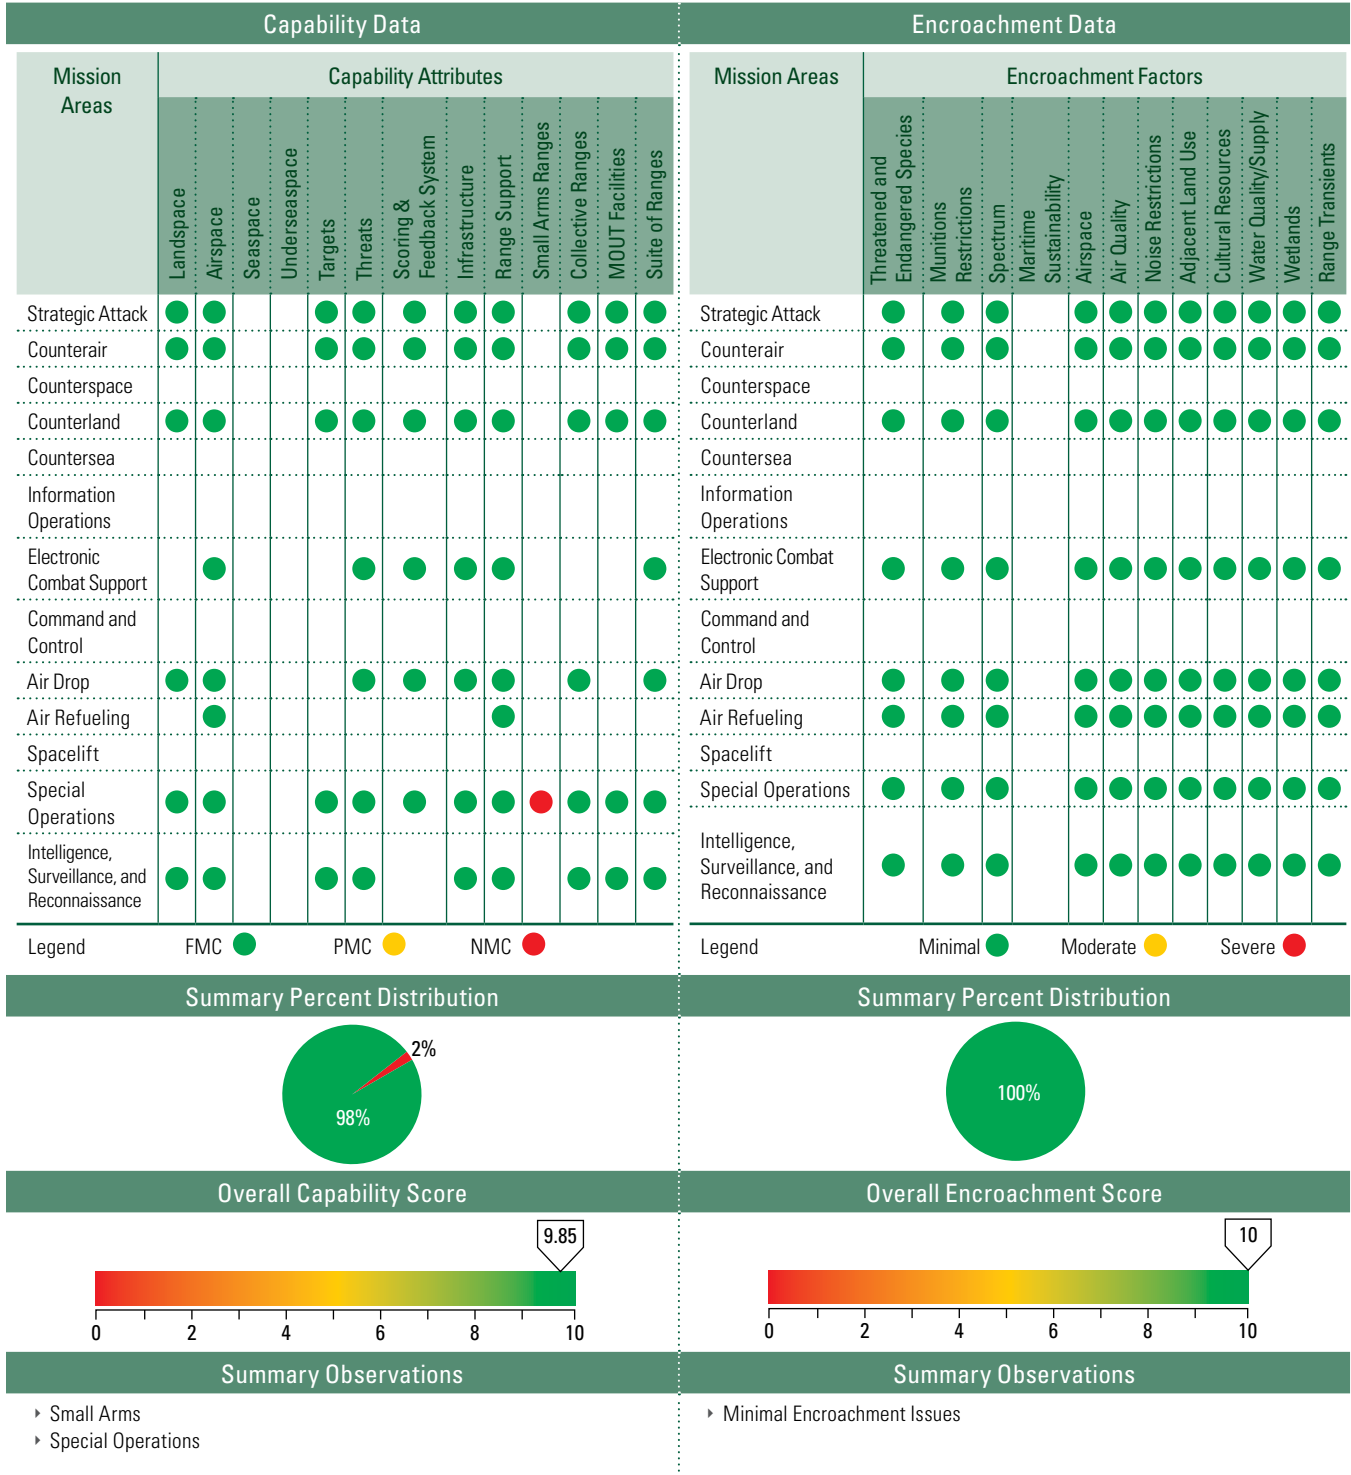 Capability Data
Mission
Areas
Capability Attributes
Landspace
Airspace
Seaspace
Underseaspace
Targets
Threats
Scoring &
Feedback System
Infrastructure
Range Support
Small Arms Ranges
Collective Ranges
MOUT Facilities
Suite of Ranges
Strategic Attack
Counterair
Counterspace
Counterland
Countersea
Information
Operations
Electronic
Combat Support
Command and
Control
Air Drop
Air Refueling
Spacelift
Special
Operations
Intelligence,
Surveillance, and
Reconnaissance
Legend FMC PMC NMC
Summary Percent Distribution
2%
98%
Overall Capability Score
9.85
0 2 4 6 8 10
Summary Observations
‣ Small Arms
‣ Special Operations
Encroachment Data
Mission Areas
Encroachment Factors
Threatened and
Endangered Species
Munitions
Restrictions
Spectrum
Maritime
Sustainability
Airspace
Air Quality
Noise Restrictions
Adjacent Land Use
Cultural Resources
Water Quality/Supply
Wetlands
Range Transients
Strategic Attack
Counterair
Counterspace
Counterland
Countersea
Information
Operations
Electronic Combat
Support
Command and
Control
Air Drop
Air Refueling
Spacelift
Special Operations
Intelligence,
Surveillance, and
Reconnaissance
Legend Minimal Moderate Severe
Summary Percent Distribution
100%
Overall Encroachment Score
10
0 2 4 6 8 10
Summary Observations
‣ Minimal Encroachment Issues